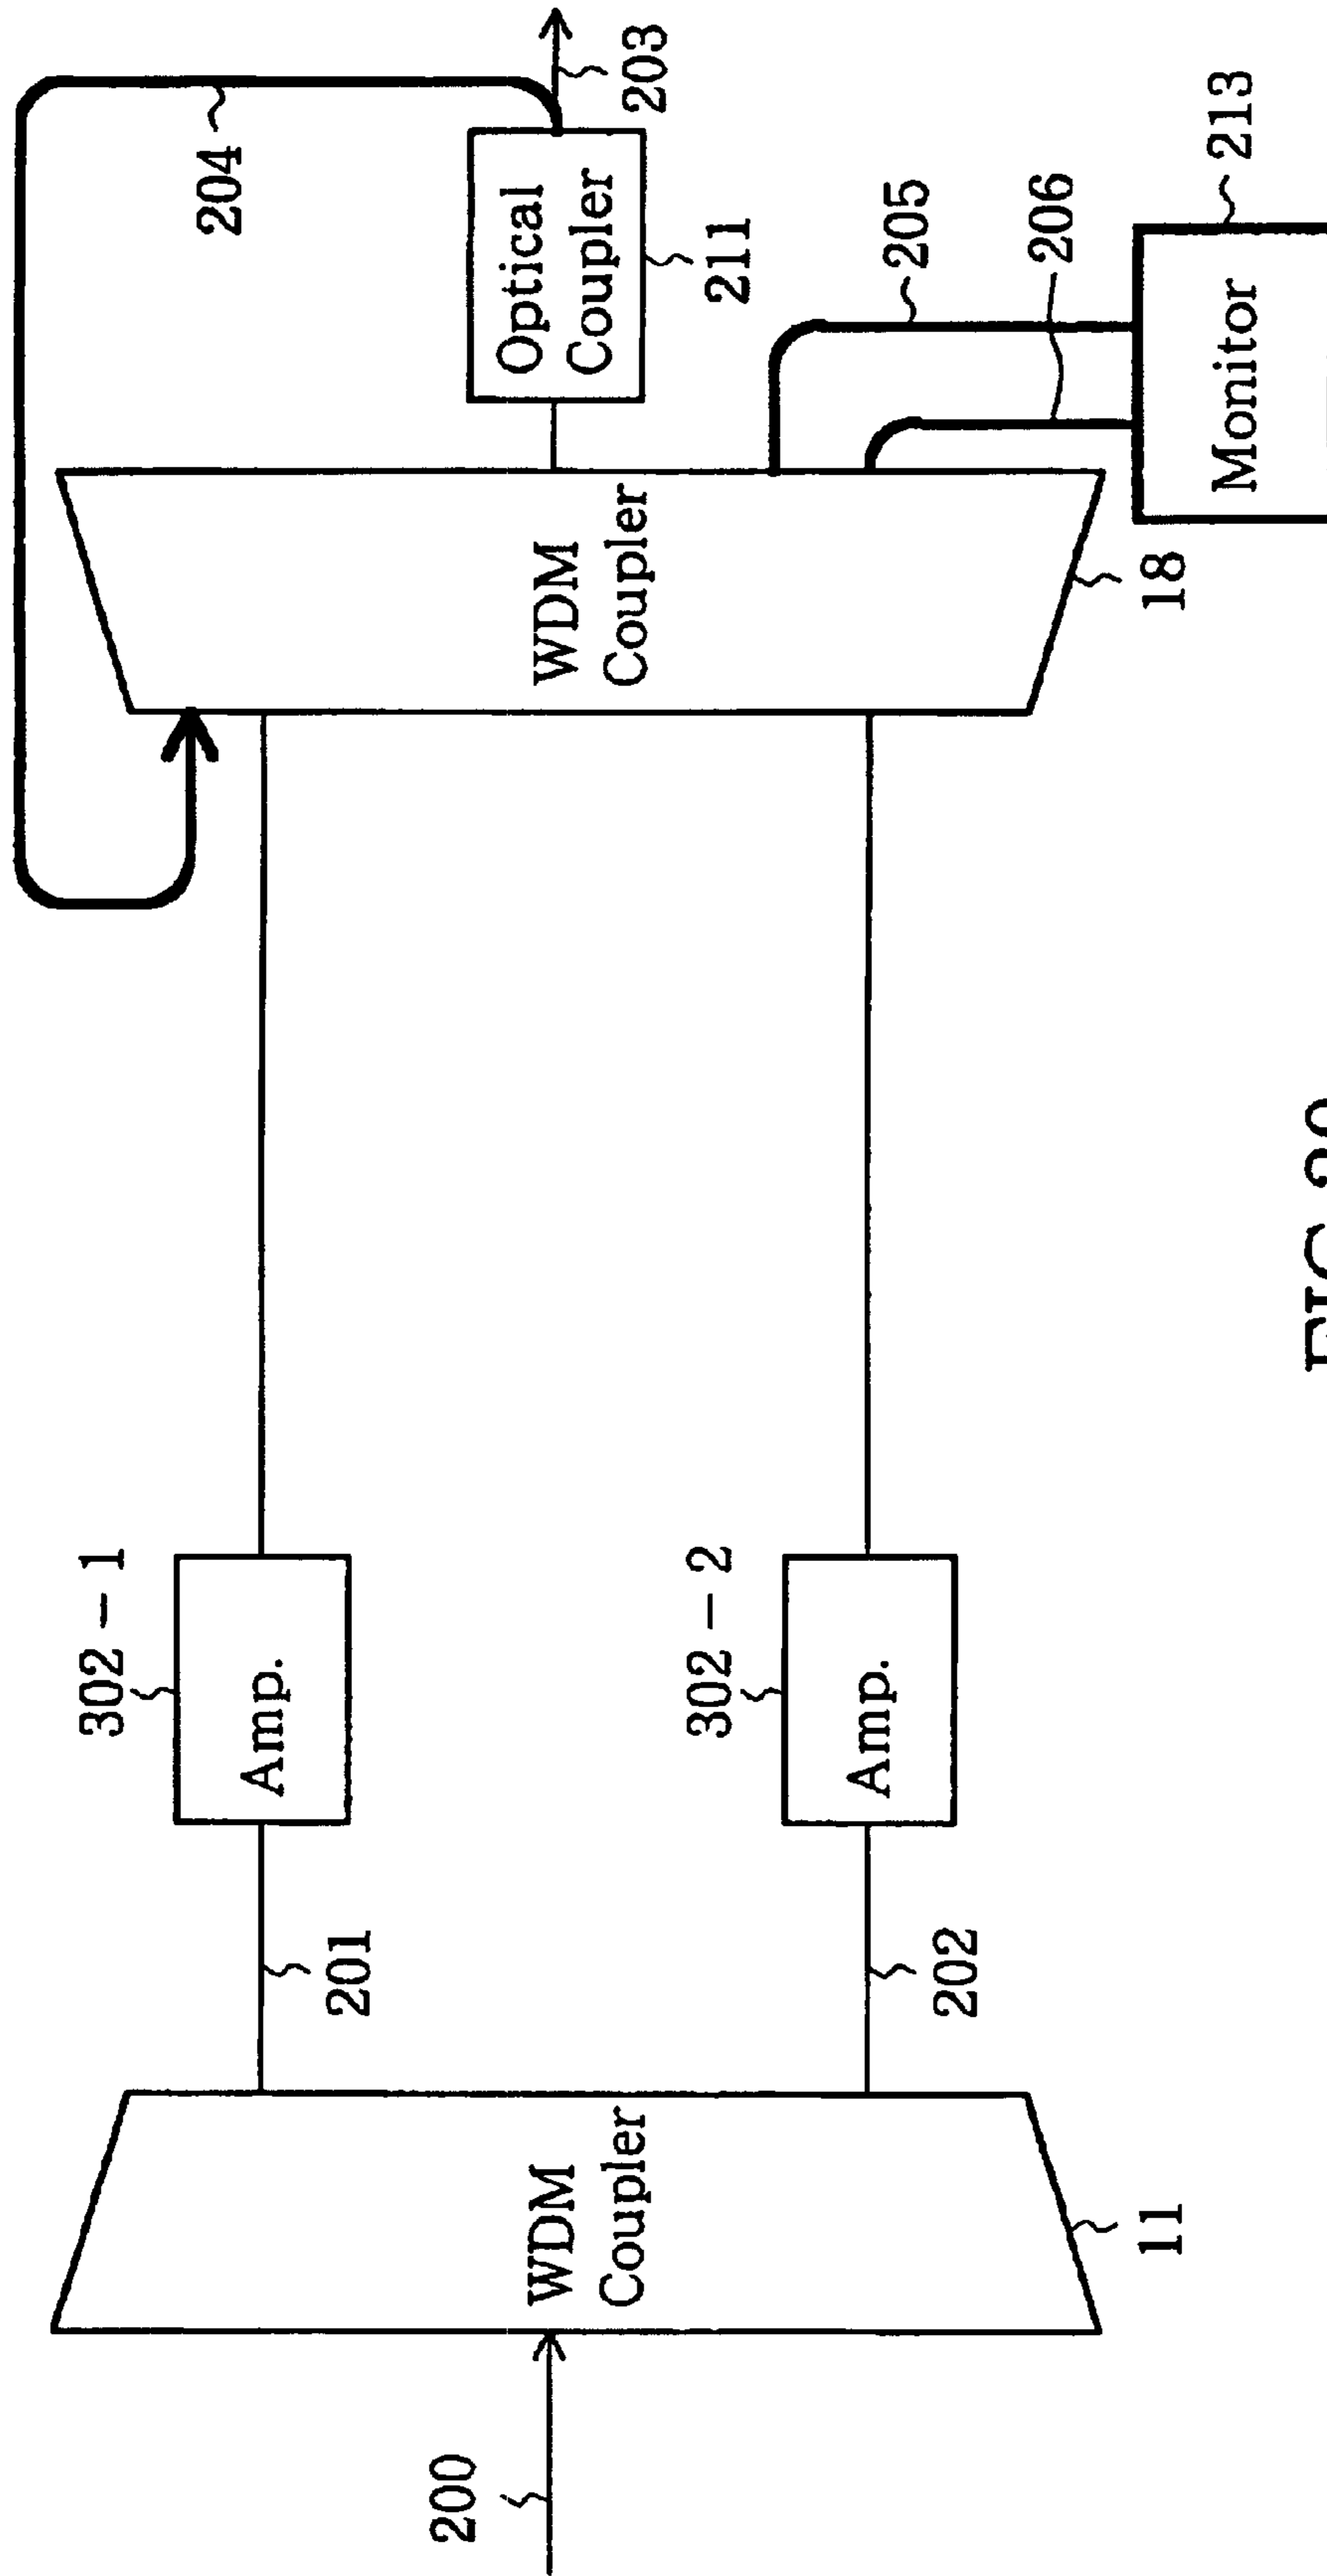 302-1
204
Amp.
201
200
WDM
Coupler
WDM
Coupler
Optical
Coupler
203
302-2
211
Amp.
205
202
206
11
18
213
Monitor
FIG